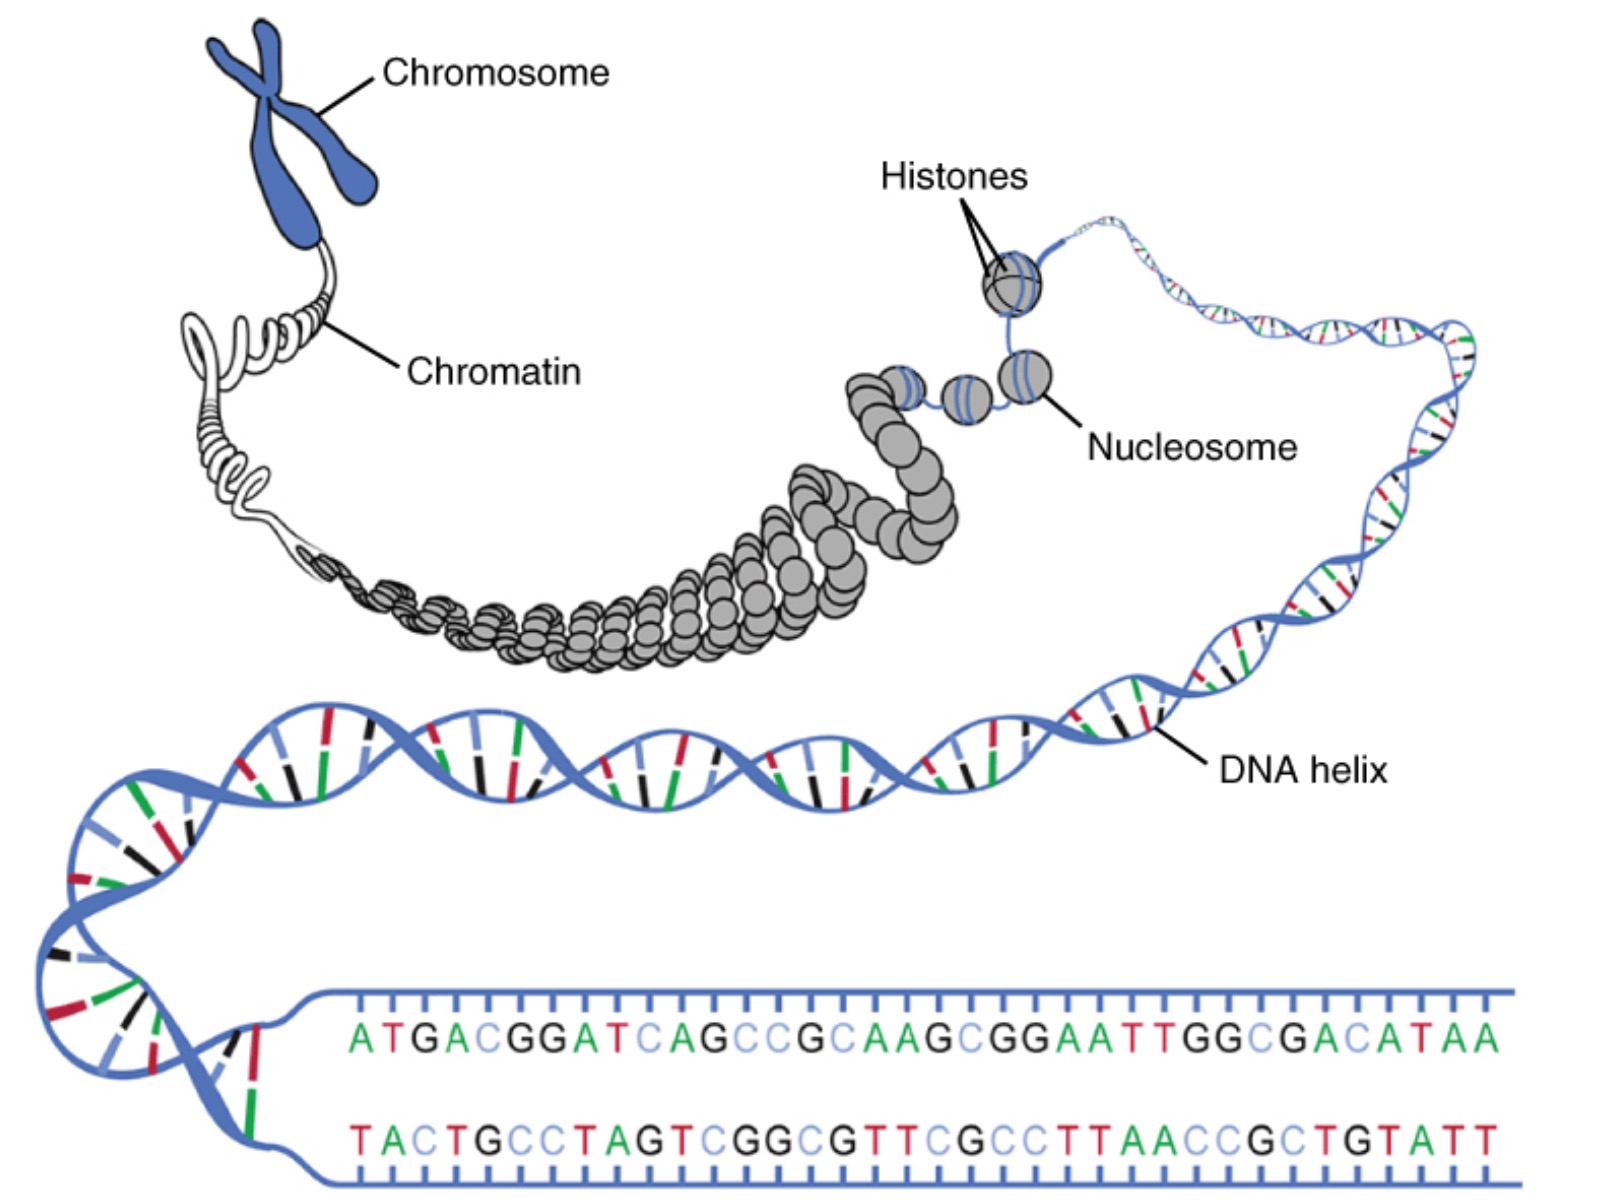 Chromosome
Histones
Chromatin
Nucleosome
DNA helix
ATGACGGATCAGCCGCAAGCGGAATTGGCGACATAA
TACTGCCTAGTCGGCGTTCGCCTTAACCGCTGTATT